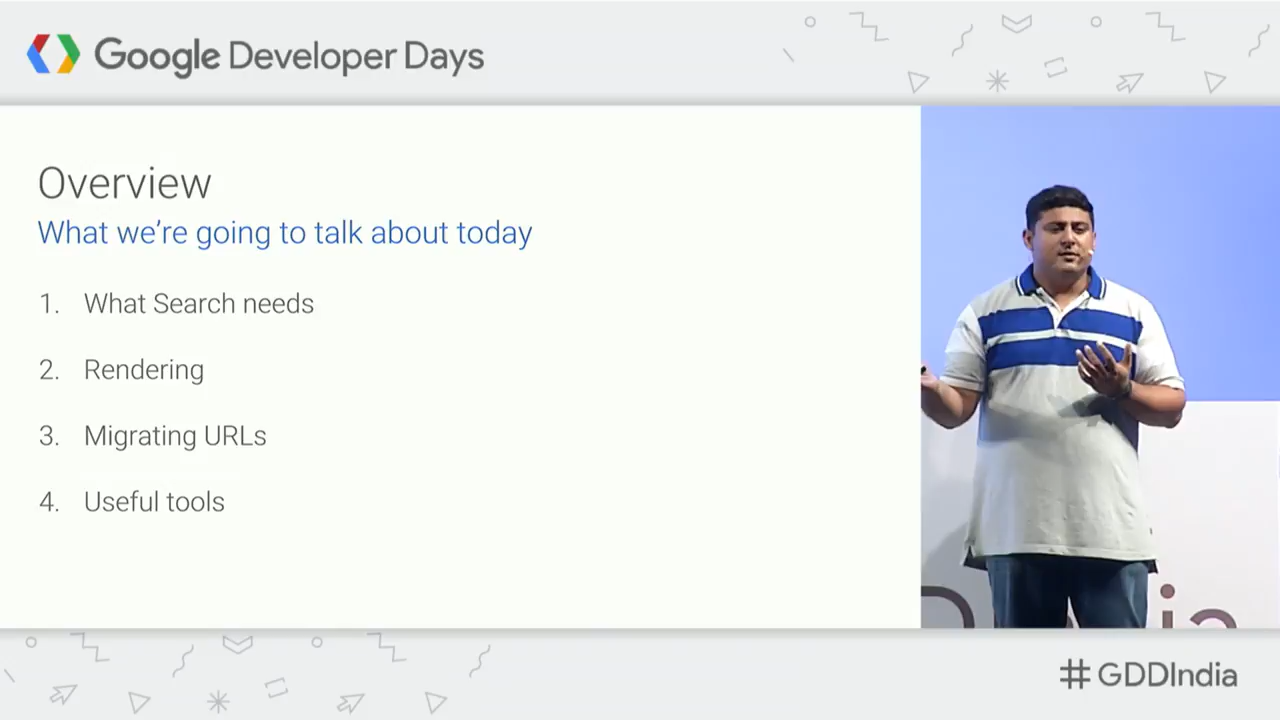 Google Developer Days
Overview
What we're going to talk about today
1. What Search needs
2. Rendering
3. Migrating URLs
4. Useful tools
#GDDIndia